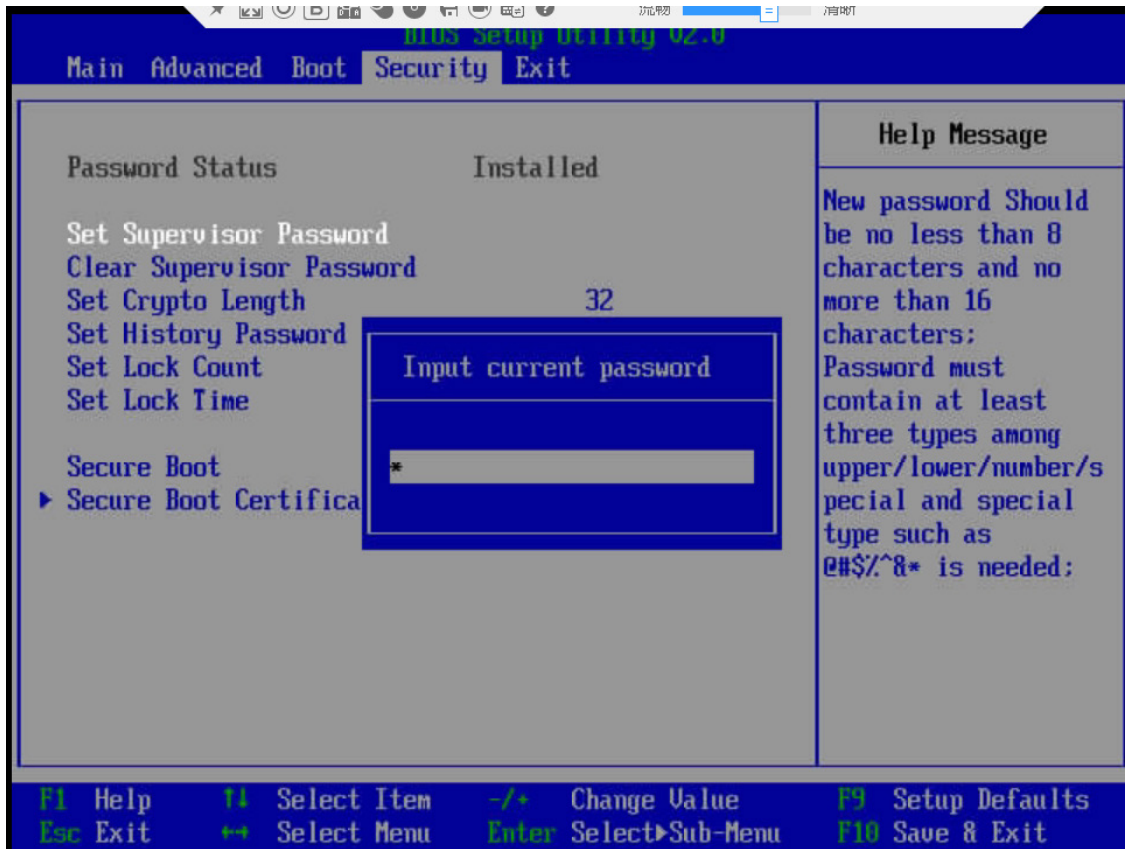 流畅 清晰
BIOS Setup Utility V2.0
Main Advanced Boot Security Exit
Password Status Installed
Set Supervisor Password
Clear Supervisor Password
Set Crypto Length 32
Set History Password
Set Lock Count
Set Lock Time
Secure Boot
Secure Boot Certifica
Input current password
*
Help Message
New password Should
be no less than 8
characters and no
more than 16
characters;
Password must
contain at least
three types among
upper/lower/number/s
pecial and special
type such as
@#$%^&* is needed;
F1 Help ↑↓ Select Item -/+ Change Value F9 Setup Defaults
Esc Exit ↔ Select Menu Enter Select▶Sub-Menu F10 Save & Exit